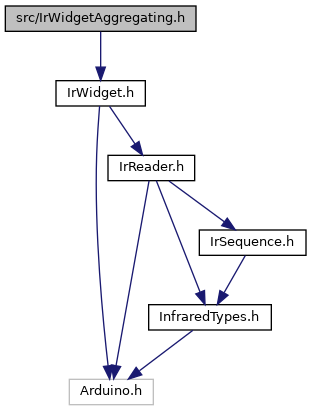 src/IrWidgetAggregating.h
IrWidget.h
IrReader.h
IrSequence.h
InfraredTypes.h
Arduino.h